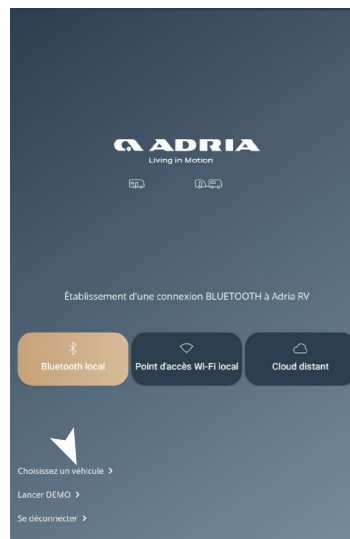 ADRIA
Living in Motion
Établissement d'une connexion BLUETOOTH à Adria RV
Bluetooth local
Point d'accès Wi-Fi local
Cloud distant
Choisissez un véhicule >
Lancer DEMO >
Se déconnecter >